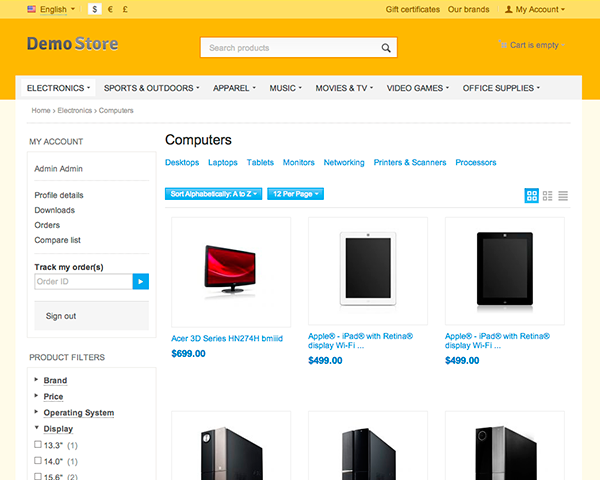 English $ € £ Gift certificates Our brands My Account
Demo Store
Search products
Cart is empty
ELECTRONICS SPORTS & OUTDOORS APPAREL MUSIC MOVIES & TV VIDEO GAMES OFFICE SUPPLIES
Home > Electronics > Computers
MY ACCOUNT
Admin Admin
Profile details
Downloads
Orders
Compare list
Track my order(s)
Order ID
Sign out
PRODUCT FILTERS
Brand
Price
Operating System
Display
13.3" (1)
14.0" (1)
15.6" (2)
Computers
Desktops Laptops Tablets Monitors Networking Printers & Scanners Processors
Sort Alphabetically: A to Z 12 Per Page
Acer 3D Series HN274H bmiiid
$699.00
Apple® - iPad® with Retina®
display Wi-Fi ...
$499.00
Apple® - iPad® with Retina®
display Wi-Fi ...
$499.00